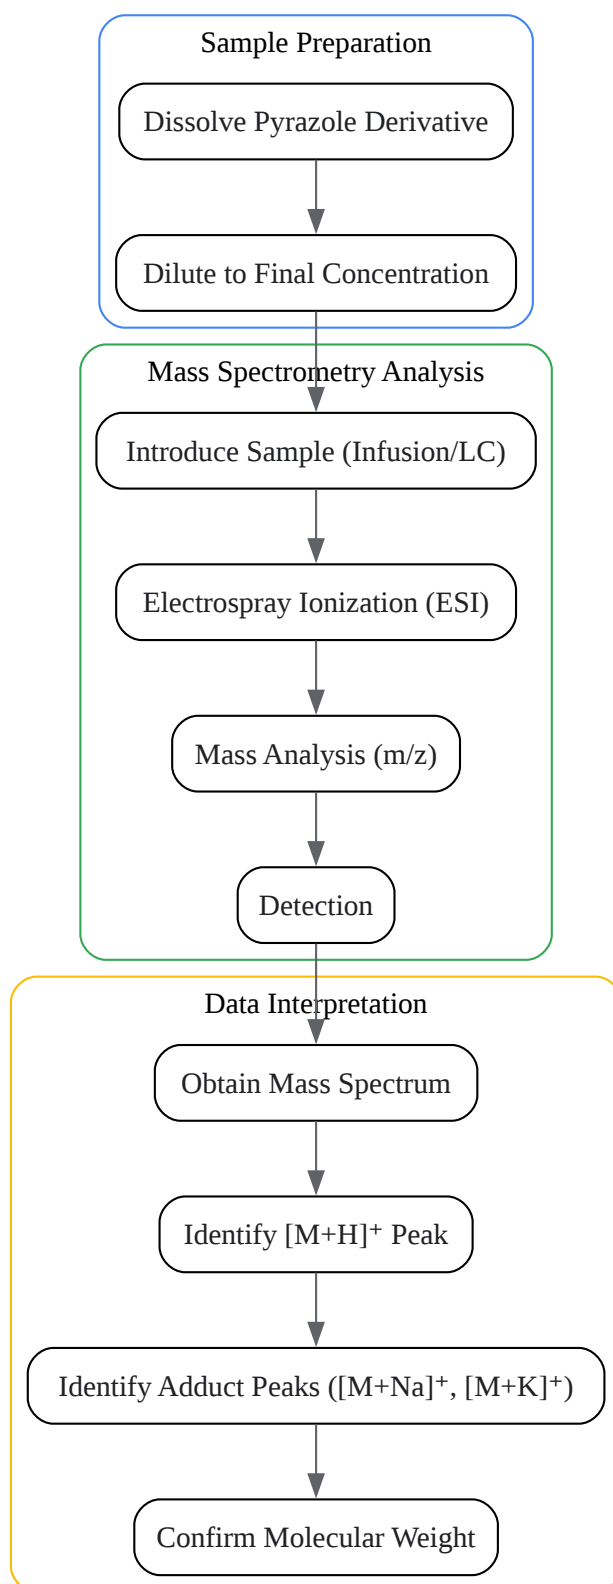 Sample Preparation
Dissolve Pyrazole Derivative
Dilute to Final Concentration
Mass Spectrometry Analysis
Introduce Sample (Infusion/LC)
Electrospray Ionization (ESI)
Mass Analysis (m/z)
Detection
Data Interpretation
Obtain Mass Spectrum
Identify [M+H]⁺ Peak
Identify Adduct Peaks ([M+Na]⁺, [M+K]⁺)
Confirm Molecular Weight